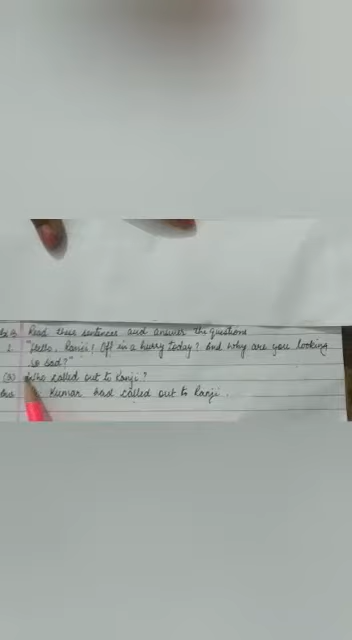 Read these sentences and answer the questions
1. "Hello, Ranji! Off in a hurry today? And why are you looking
so sad?"
(a) Who called out to Ranji?
Ans Kumar had called out to Ranji.